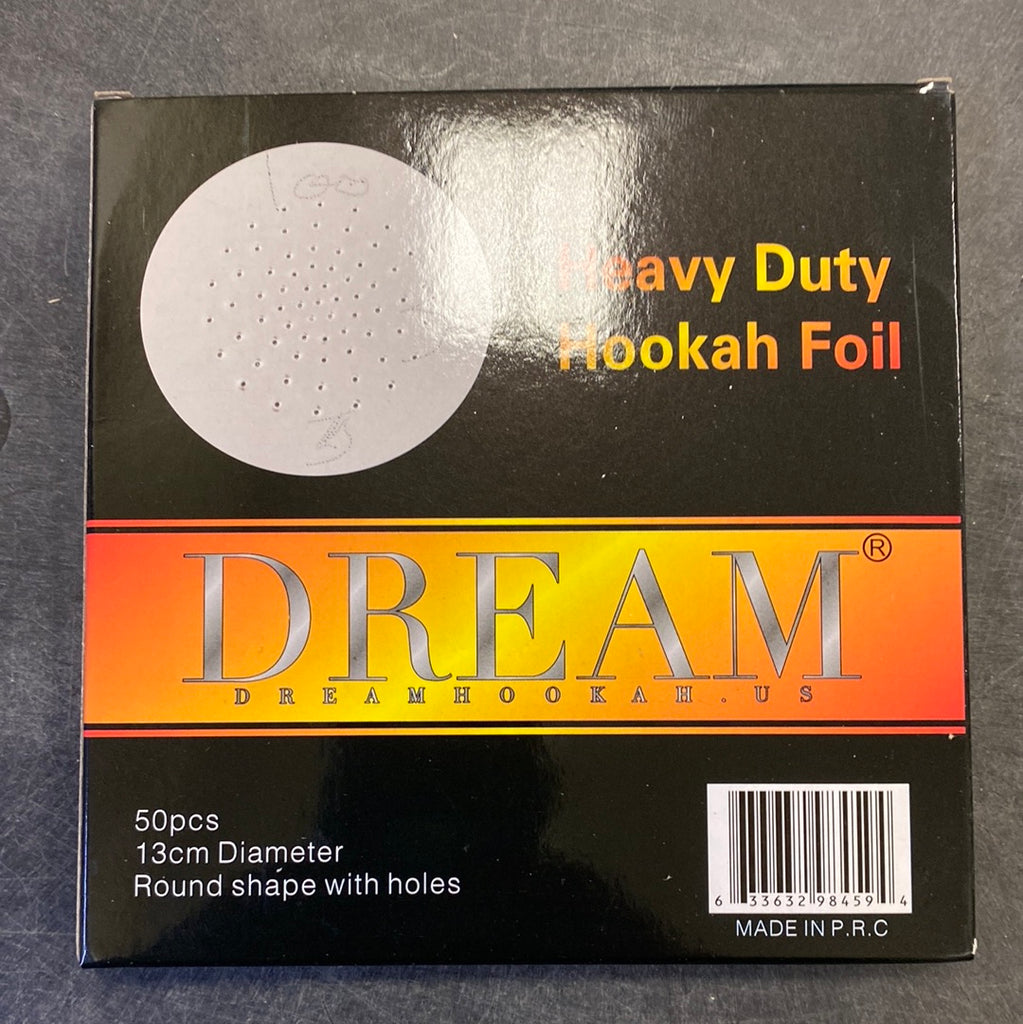 Heavy Duty
Hookah Foil
DREAM®
DREAMHOOKAH.US
50pcs
13cm Diameter
Round shape with holes
6 33632 98459 4
MADE IN P.R.C